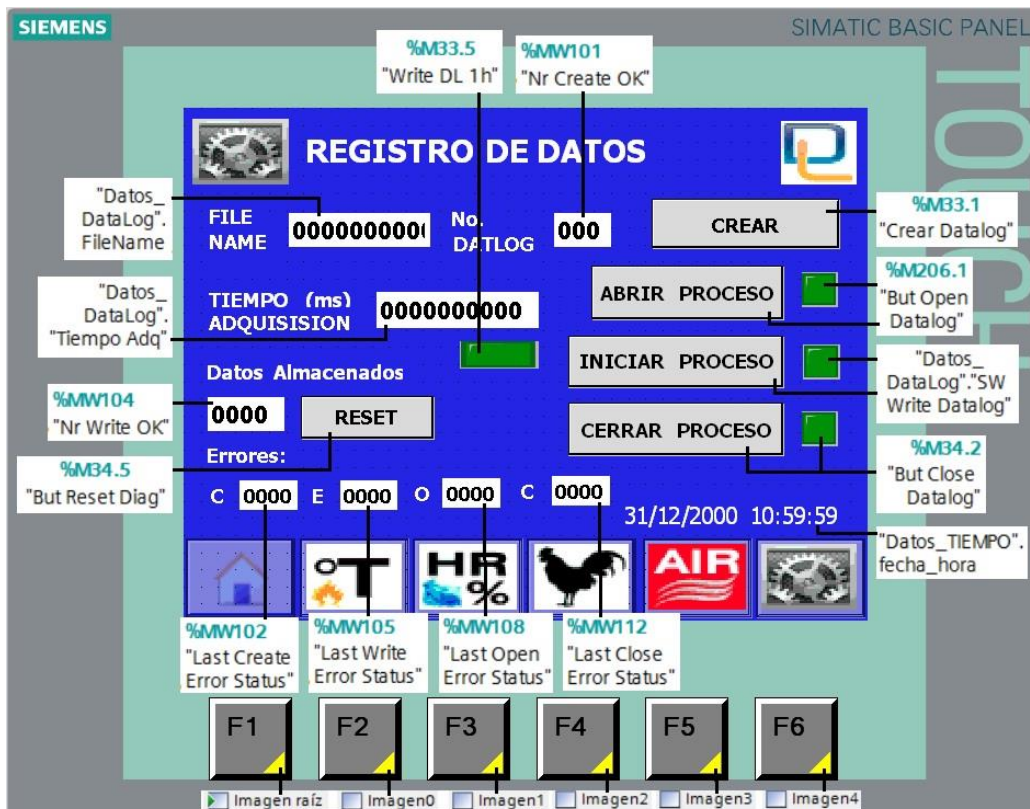 SIEMENS
SIMATIC BASIC PANEL
TOUCH
%M33.5
"Write DL 1h"
%MW101
"Nr Create OK"
REGISTRO DE DATOS
"Datos_
DataLog".
FileName
FILE
NAME
0000000000
No.
DATLOG
000
CREAR
%M33.1
"Crear Datalog"
"Datos_
DataLog".
"Tiempo Adq"
TIEMPO (ms)
ADQUISISION
0000000000
ABRIR PROCESO
%M206.1
"But Open
Datalog"
Datos Almacenados
INICIAR PROCESO
"Datos_
DataLog"."SW
Write Datalog"
%MW104
"Nr Write OK"
0000
RESET
CERRAR PROCESO
%M34.2
"But Close
Datalog"
%M34.5
"But Reset Diag"
Errores:
C 0000 E 0000 O 0000 C 0000
31/12/2000 10:59:59
"Datos_TIEMPO".
fecha_hora
°T
HR
%
AIR
%MW102
"Last Create
Error Status"
%MW105
"Last Write
Error Status"
%MW108
"Last Open
Error Status"
%MW112
"Last Close
Error Status"
F1 F2 F3 F4 F5 F6
Imagen raíz Imagen0 Imagen1 Imagen2 Imagen3 Imagen4